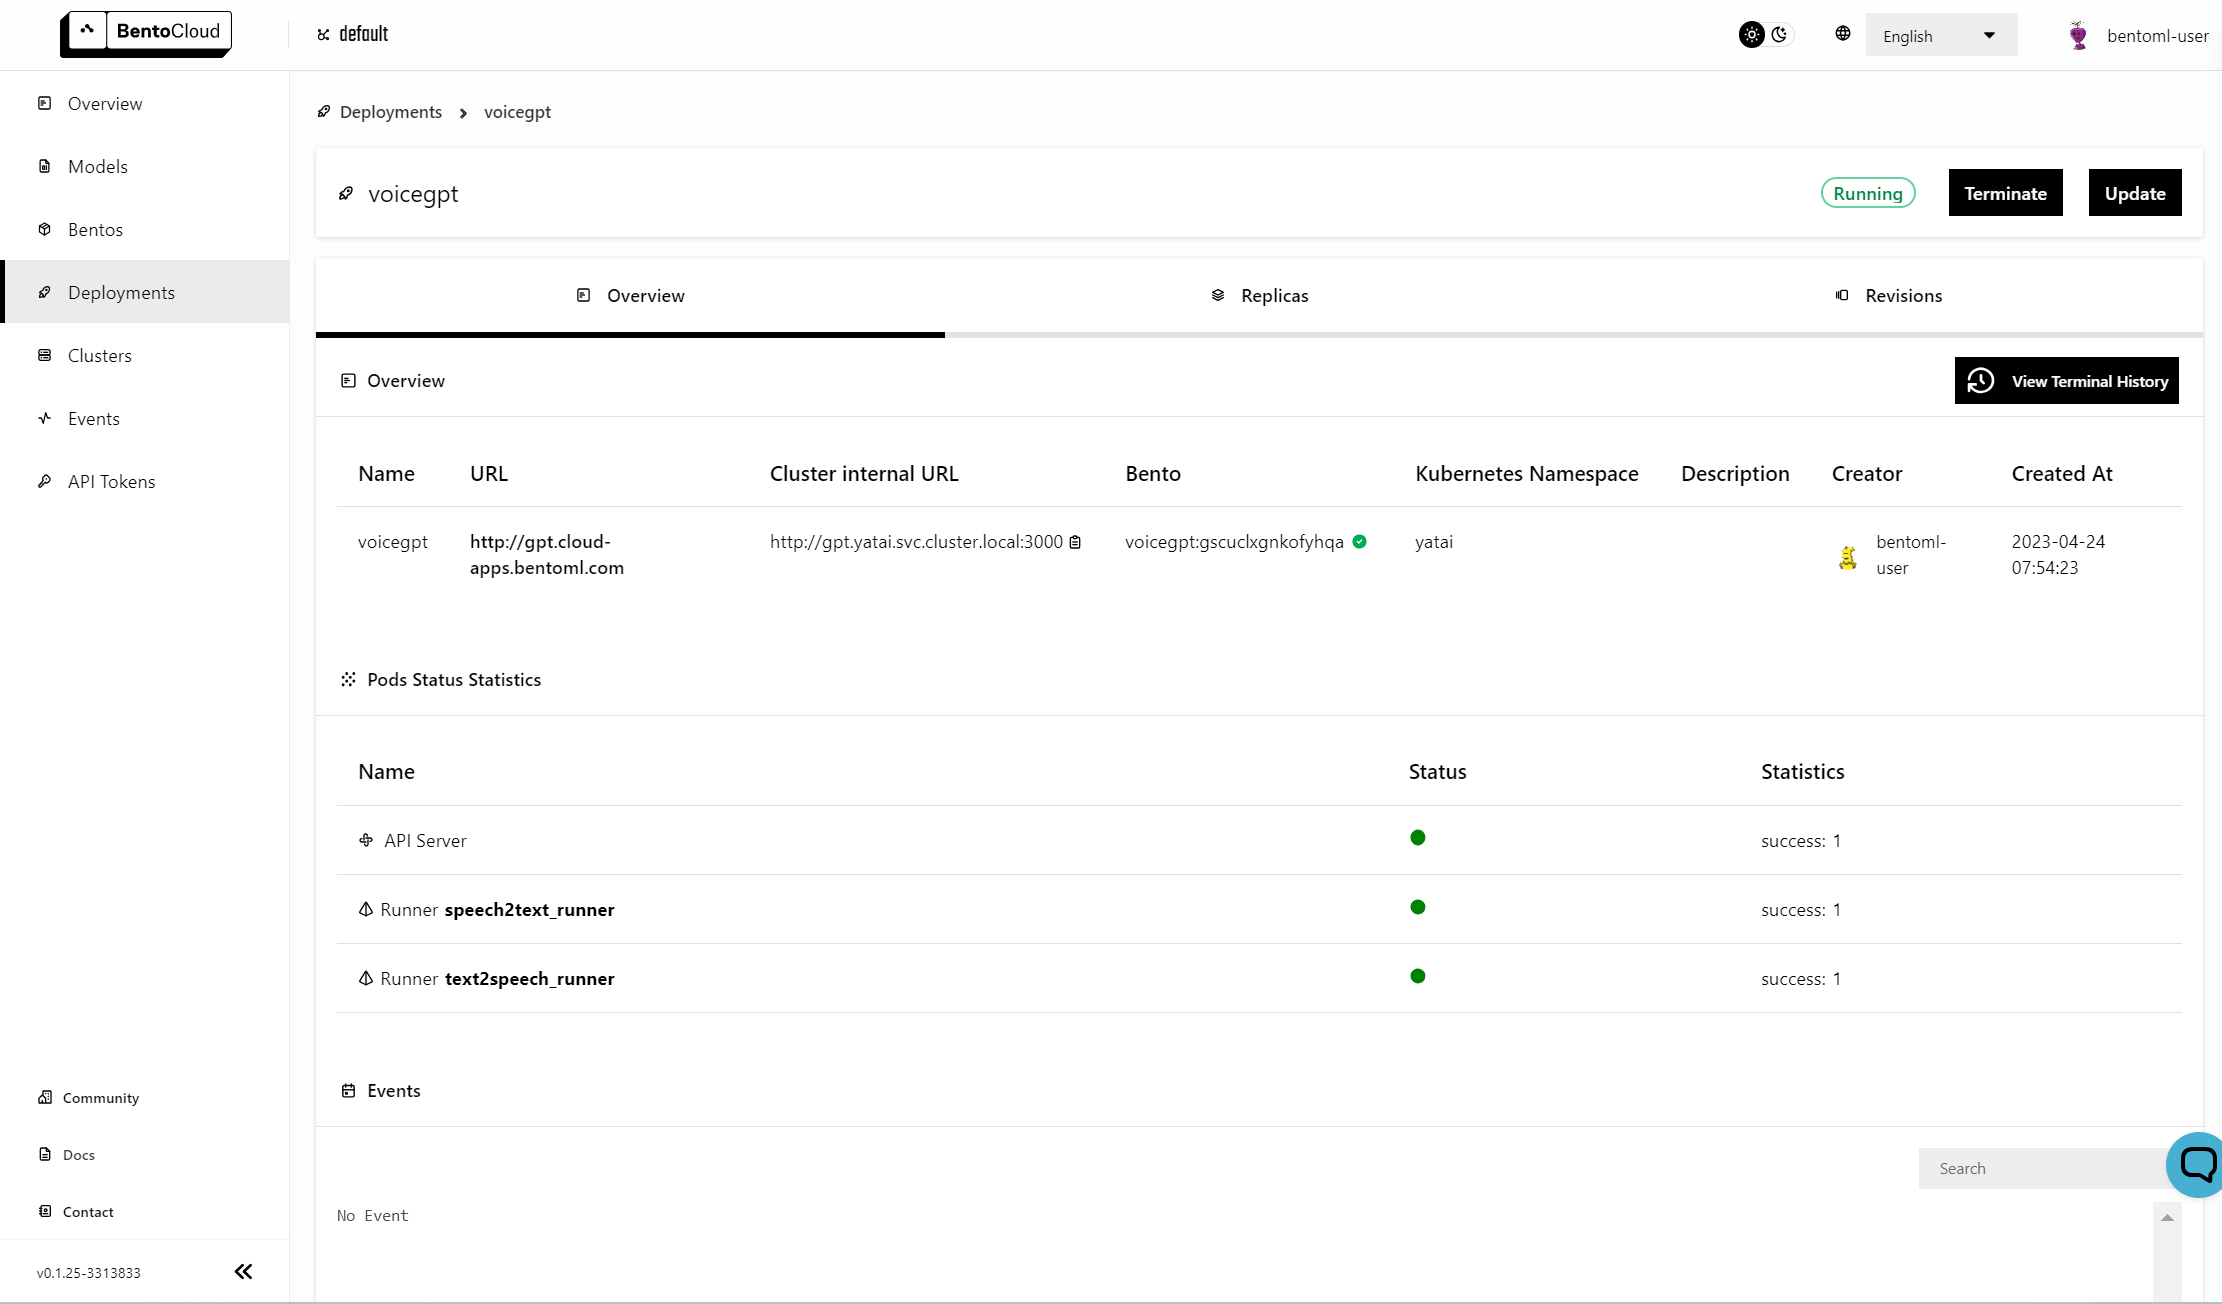 BentoCloud
default
English
bentoml-user
Overview
Models
Bentos
Deployments
Clusters
Events
API Tokens
Community
Docs
Contact
v0.1.25-3313833
Deployments > voicegpt
voicegpt
Running
Terminate
Update
Overview
Replicas
Revisions
Overview
View Terminal History
Name URL Cluster internal URL Bento Kubernetes Namespace Description Creator Created At
voicegpt http://gpt.cloud- http://gpt.yatai.svc.cluster.local:3000 voicegpt:gscuclxgnkofyhqa yatai bentoml- 2023-04-24
apps.bentoml.com user 07:54:23
Pods Status Statistics
Name Status Statistics
API Server success: 1
Runner speech2text_runner success: 1
Runner text2speech_runner success: 1
Events
Search
No Event